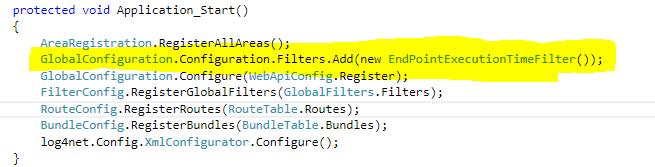 protected void Application_Start()
{
AreaRegistration.RegisterAllAreas();
GlobalConfiguration.Configuration.Filters.Add(new EndPointExecutionTimeFilter());
GlobalConfiguration.Configure(WebApiConfig.Register);
FilterConfig.RegisterGlobalFilters(GlobalFilters.Filters);
RouteConfig.RegisterRoutes(RouteTable.Routes);
BundleConfig.RegisterBundles(BundleTable.Bundles);
log4net.Config.XmlConfigurator.Configure();
}